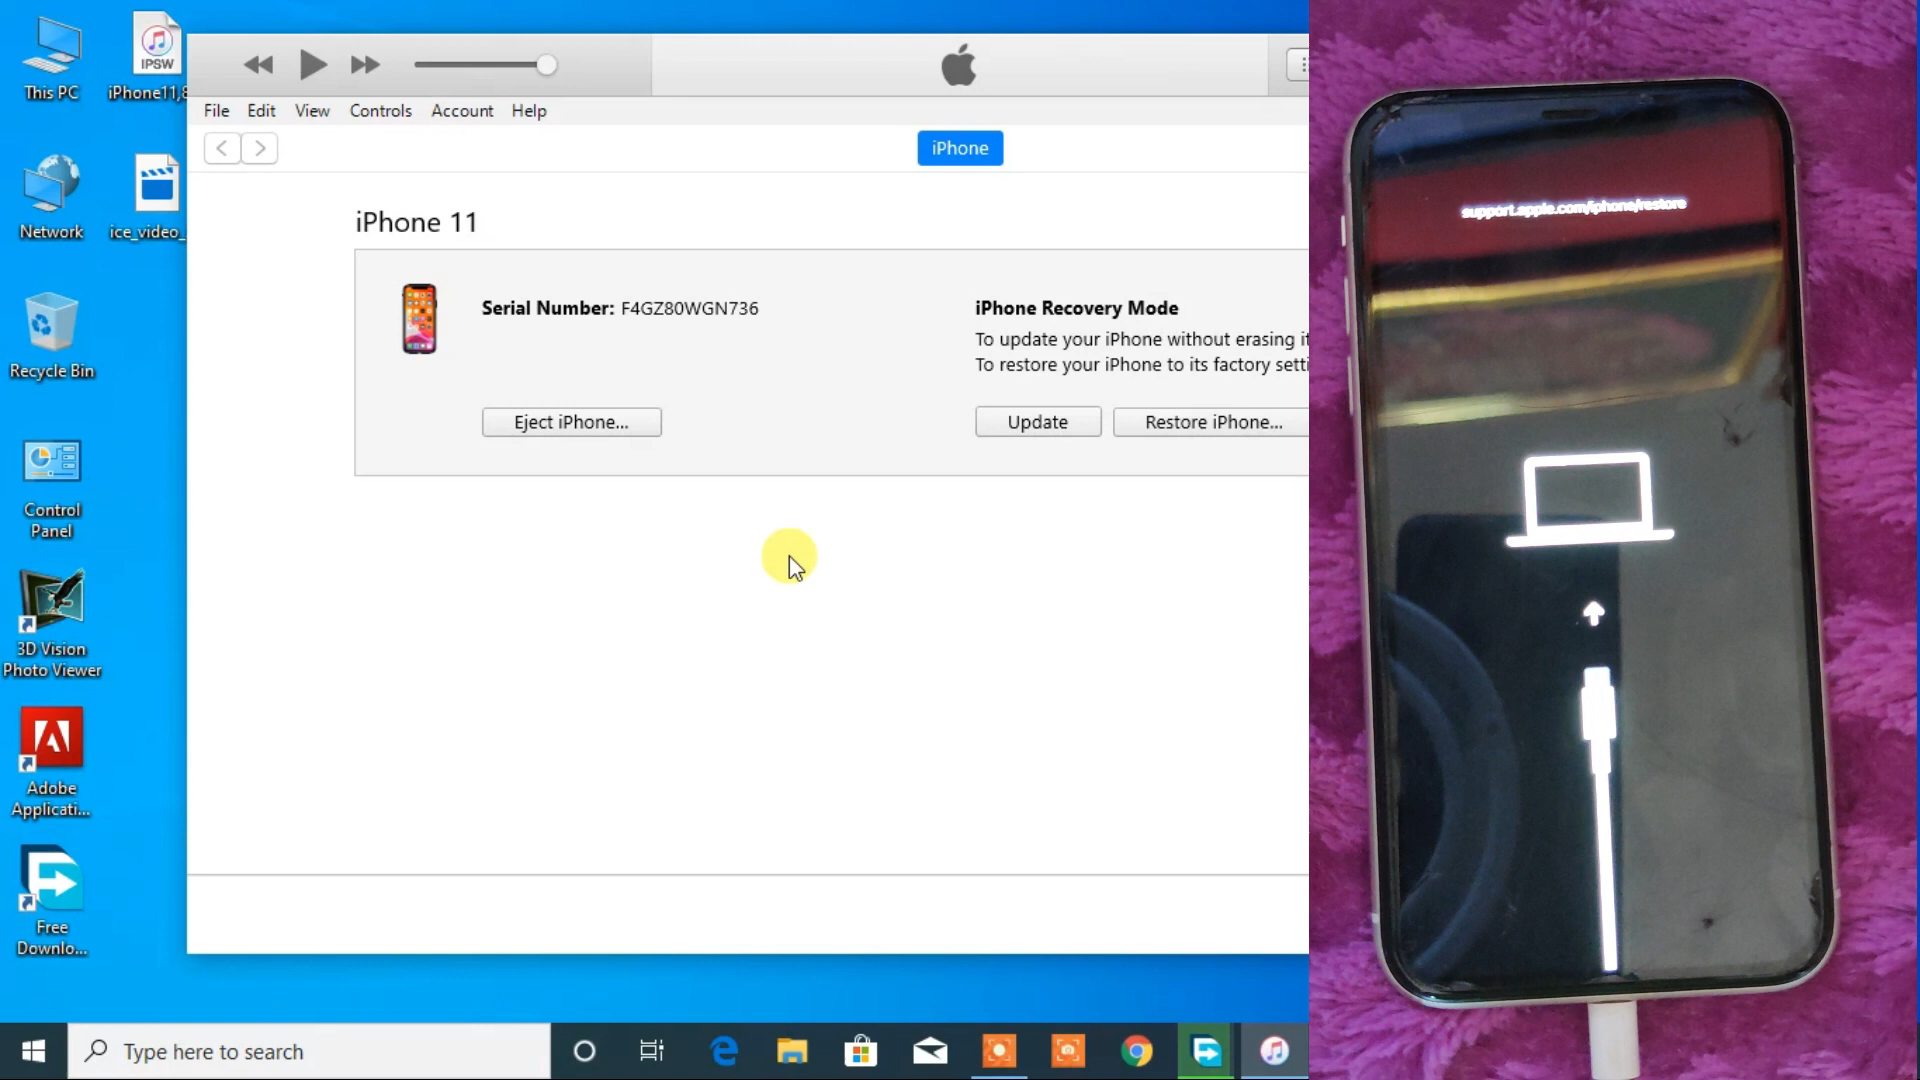 This PC
IPSW
iPhone11,8
Network
ice_video_
Recycle Bin
Control
Panel
3D Vision
Photo Viewer
Adobe
Applicati...
Free
Downlo...
File Edit View Controls Account Help
iPhone
iPhone 11
Serial Number: F4GZ80WGN736
Eject iPhone...
iPhone Recovery Mode
To update your iPhone without erasing it
To restore your iPhone to its factory setti
Update
Restore iPhone...
Type here to search
support.apple.com/iphone/restore